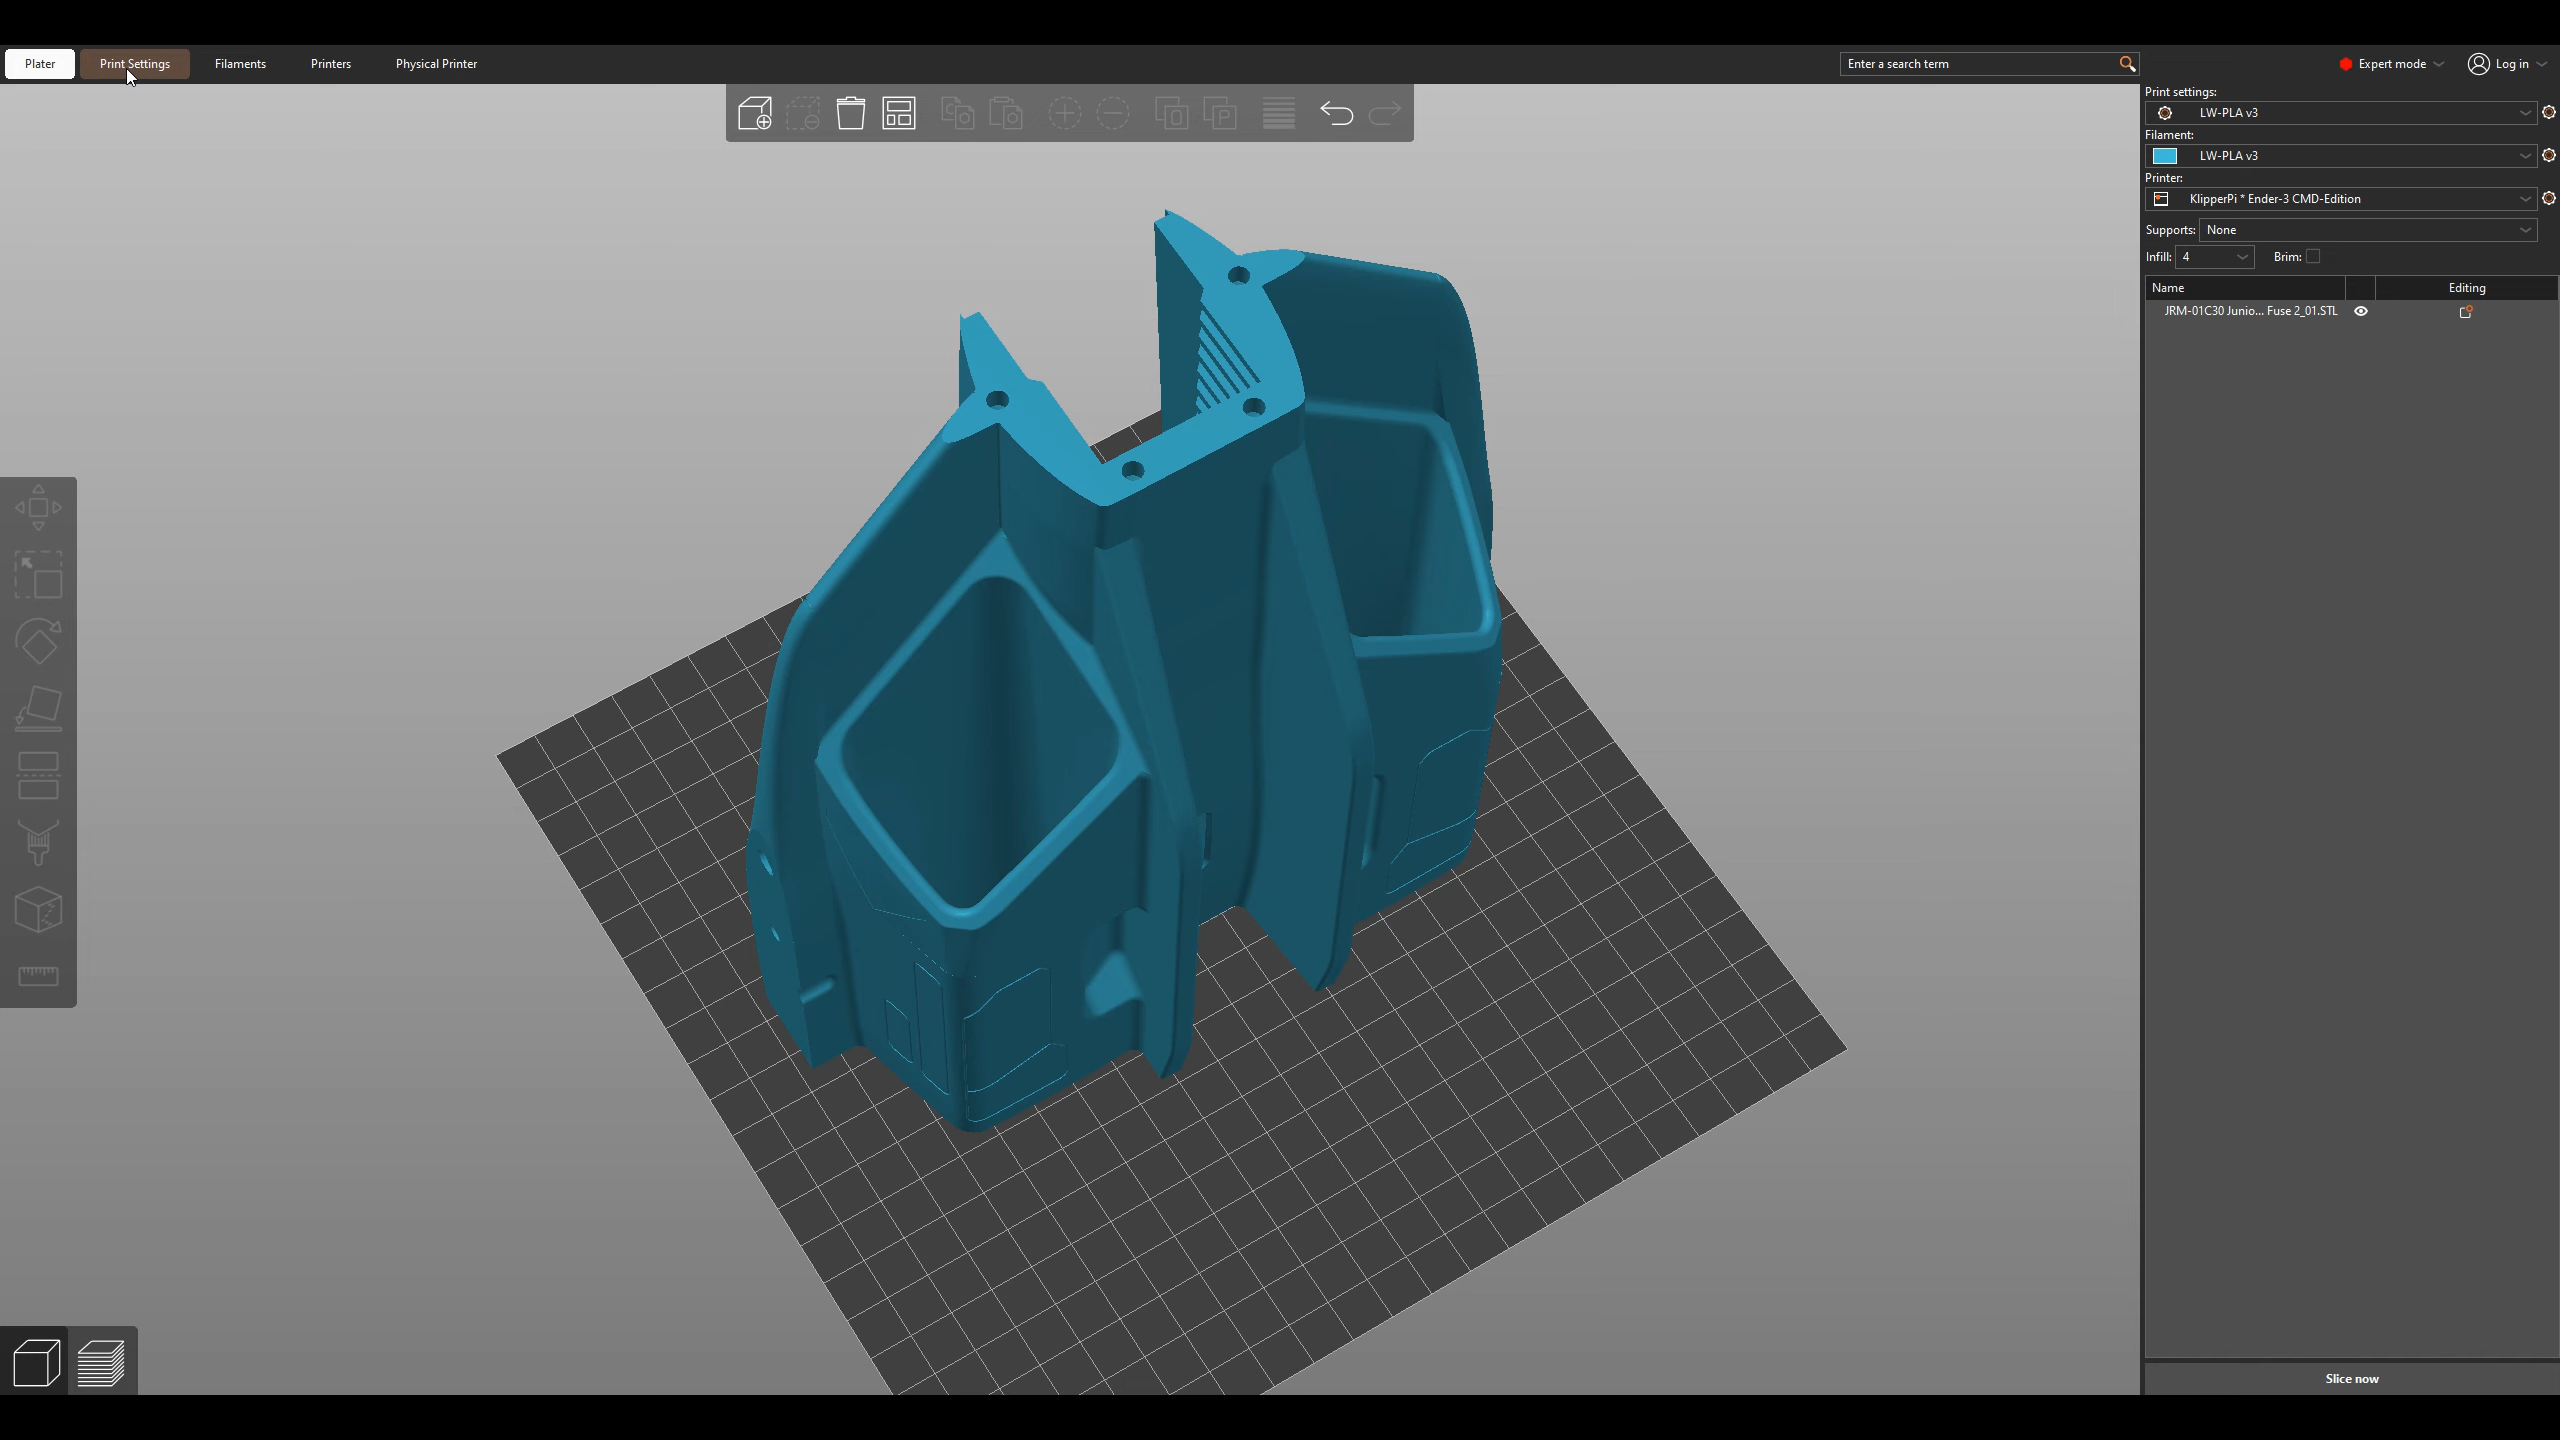 Plater
Print Settings
Filaments
Printers
Physical Printer
Enter a search term
Expert mode
Log in
Print settings:
LW-PLA v3
Filament:
LW-PLA v3
Printer:
KlipperPi * Ender-3 CMD-Edition
Supports: None
Infill: 4 Brim:
Name Editing
JRM-01C30 Junio... Fuse 2_01.STL
Slice now